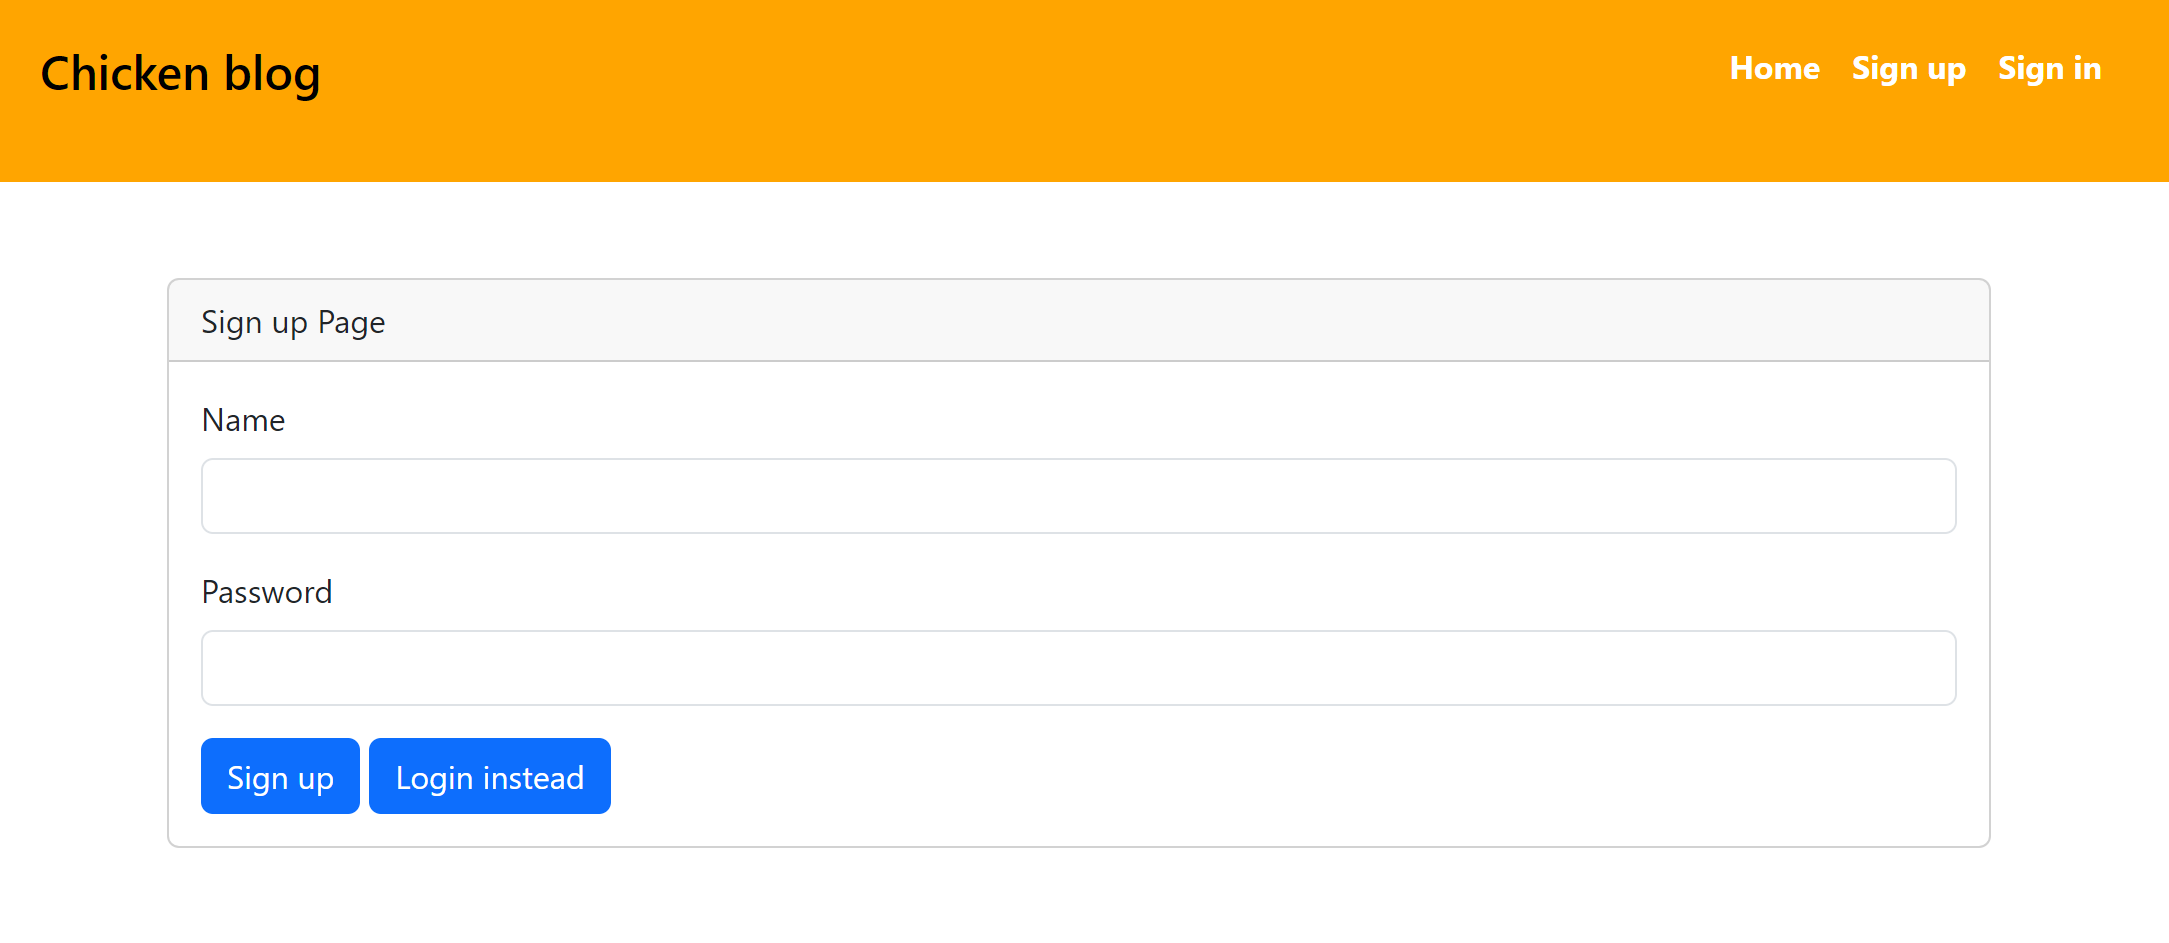 Chicken blog
Home Sign up Sign in
Sign up Page
Name
Password
Sign up Login instead